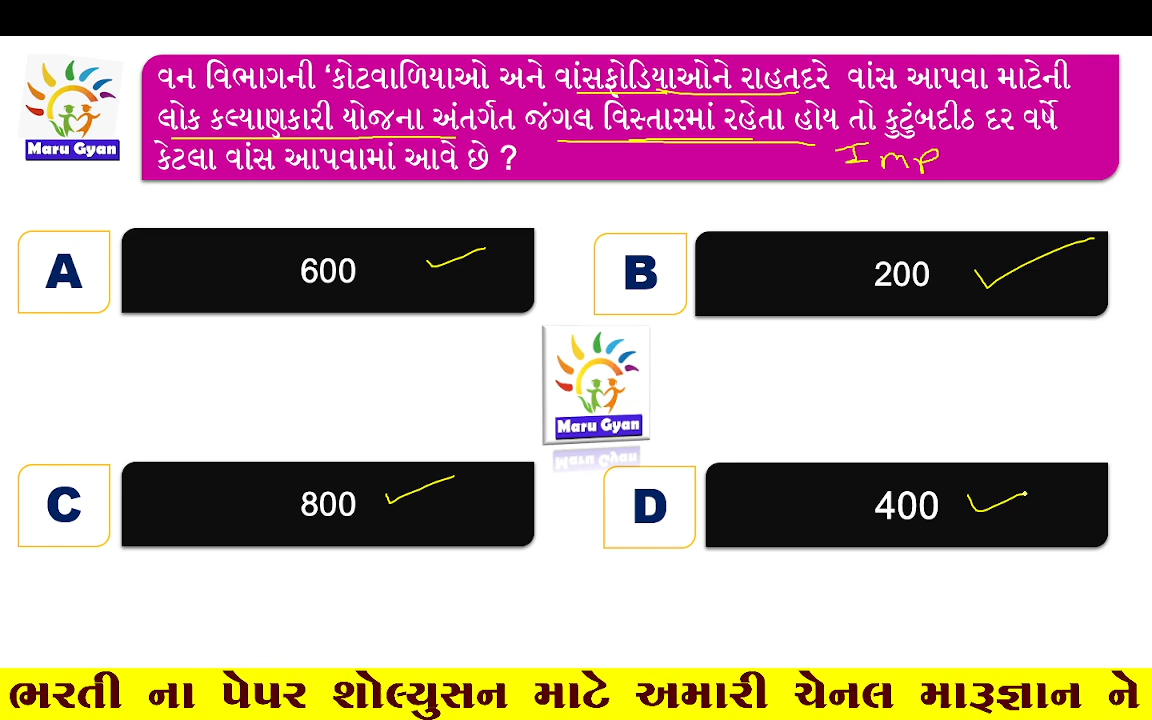 વન વિભાગની ‘કોટવાળિયાઓ અને વાંસફોડિયાઓને રાહતદરે વાંસ આપવા માટેની
લોક કલ્યાણકારી યોજના અંતર્ગત જંગલ વિસ્તારમાં રહેતા હોય તો કુટુંબદીઠ દર વર્ષે
કેટલા વાંસ આપવામાં આવે છે ?
Imp
Maru Gyan
A
600
B
200
Maru Gyan
C
800
D
400
ભરતી ના પેપર શોલ્યુસન માટે અમારી ચેનલ મારૂજ્ઞાન ને